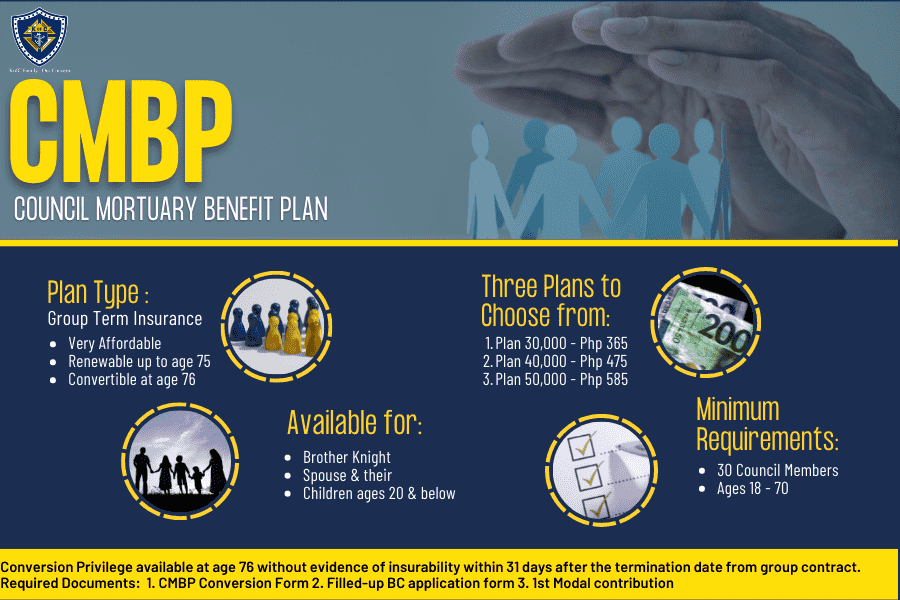 CMBP
COUNCIL MORTUARY BENEFIT PLAN
Plan Type :
Group Term Insurance
• Very Affordable
• Renewable up to age 75
• Convertible at age 76
Three Plans to
Choose from:
1. Plan 30,000 - Php 365
2. Plan 40,000 - Php 475
3. Plan 50,000 - Php 585
200
Available for:
• Brother Knight
• Spouse & their
• Children ages 20 & below
Minimum
Requirements:
• 30 Council Members
• Ages 18 - 70
Conversion Privilege available at age 76 without evidence of insurability within 31 days after the termination date from group contract.
Required Documents: 1. CMBP Conversion Form 2. Filled-up BC application form 3. 1st Modal contribution